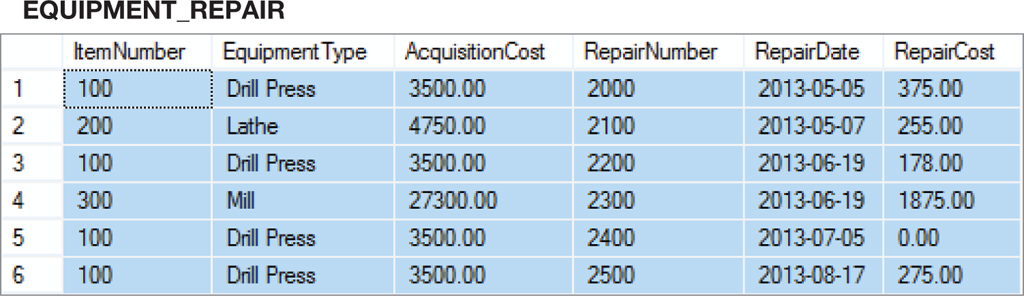 EQUIPMENT_REPAIR
ItemNumber EquipmentType AcquisitionCost RepairNumber RepairDate RepairCost
1 100 Drill Press 3500.00 2000 2013-05-05 375.00
2 200 Lathe 4750.00 2100 2013-05-07 255.00
3 100 Drill Press 3500.00 2200 2013-06-19 178.00
4 300 Mill 27300.00 2300 2013-06-19 1875.00
5 100 Drill Press 3500.00 2400 2013-07-05 0.00
6 100 Drill Press 3500.00 2500 2013-08-17 275.00